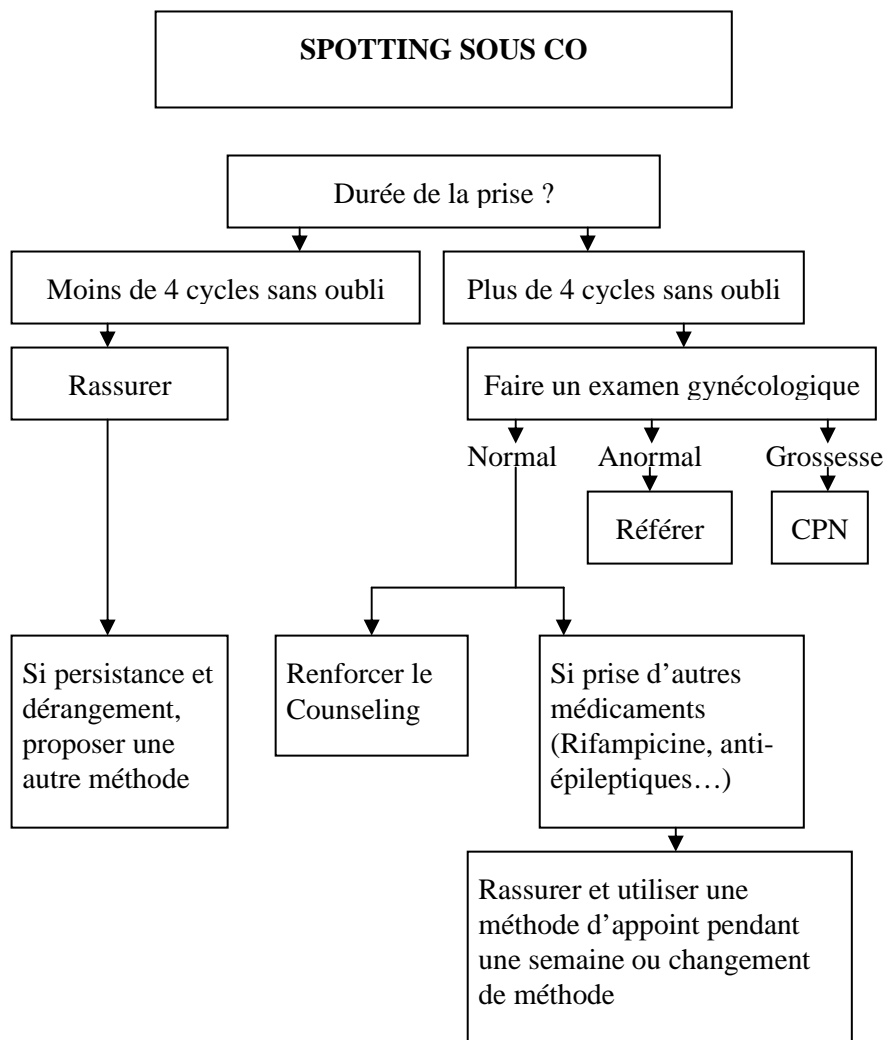 SPOTTING SOUS CO
Durée de la prise ?
Moins de 4 cycles sans oubli
Plus de 4 cycles sans oubli
Rassurer
Faire un examen gynécologique
Normal
Anormal
Grossesse
Référer
CPN
Si persistance et
dérangement,
proposer une
autre méthode
Renforcer le
Counseling
Si prise d’autres
médicaments
(Rifampicine, anti-
épileptiques…)
Rassurer et utiliser une
méthode d’appoint pendant
une semaine ou changement
de méthode